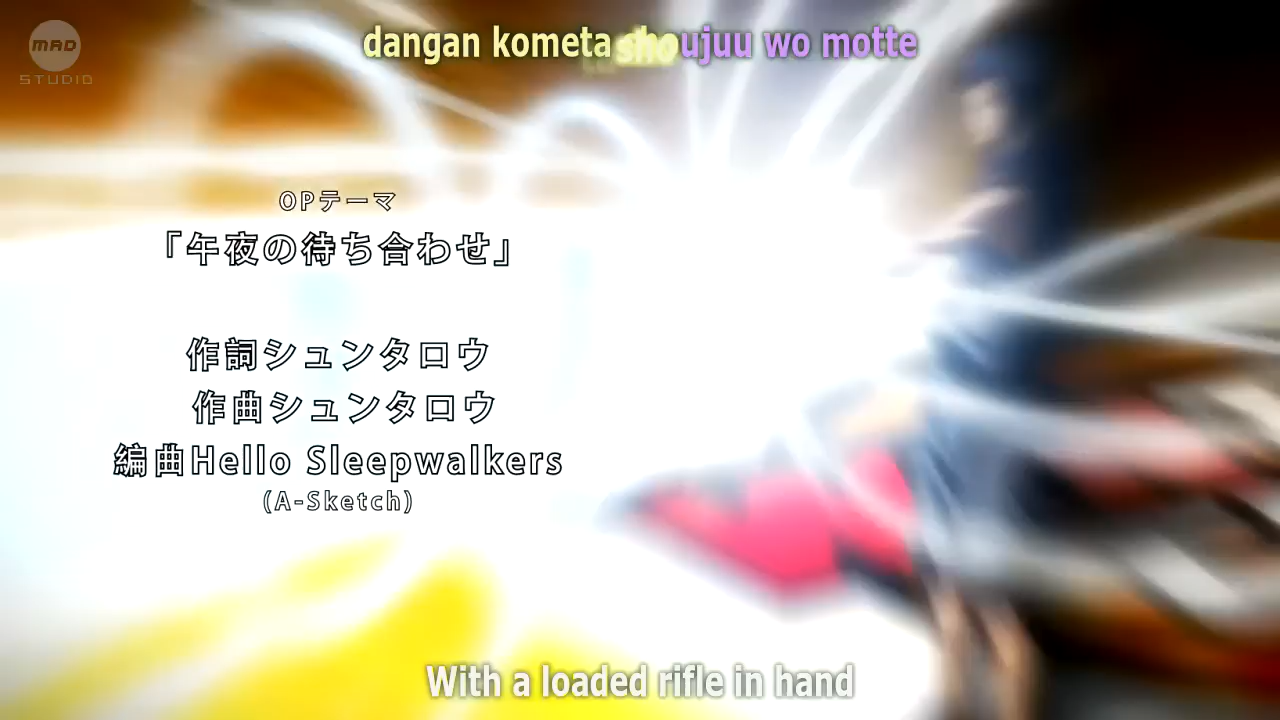 MAD
STUDIO
dangan kometa shoujuu wo motte
OPテーマ
「午夜の待ち合わせ」
作詞シュンタロウ
作曲シュンタロウ
編曲Hello Sleepwalkers
(A-Sketch)
With a loaded rifle in hand